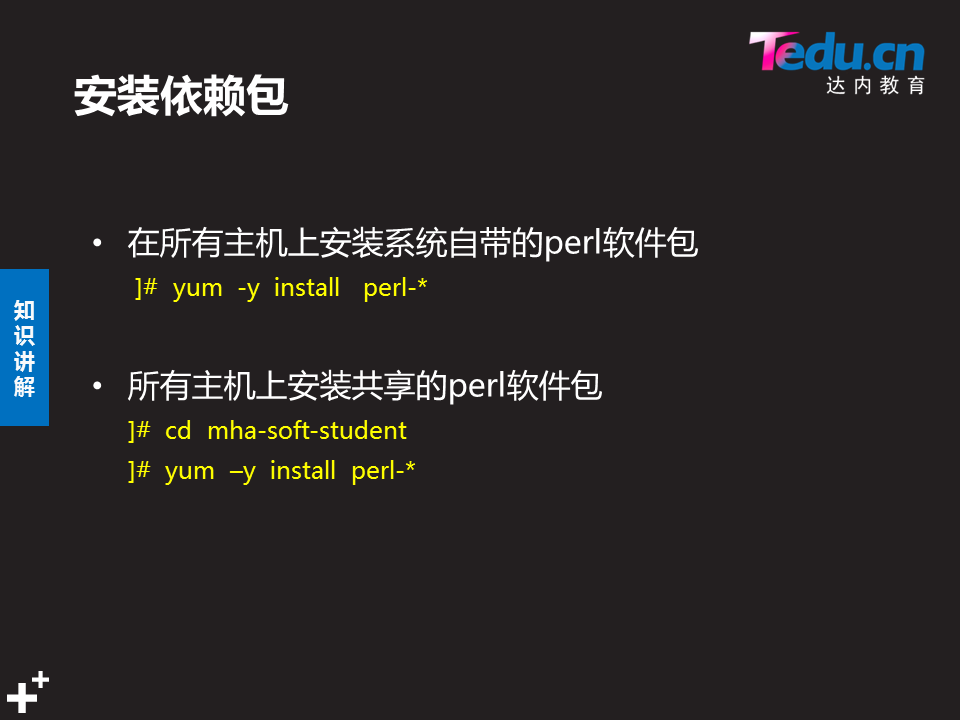 Tedu.cn
达内教育
安装依赖包
• 在所有主机上安装系统自带的perl软件包
]# yum -y install perl-*
知识讲解
• 所有主机上安装共享的perl软件包
]# cd mha-soft-student
]# yum –y install perl-*